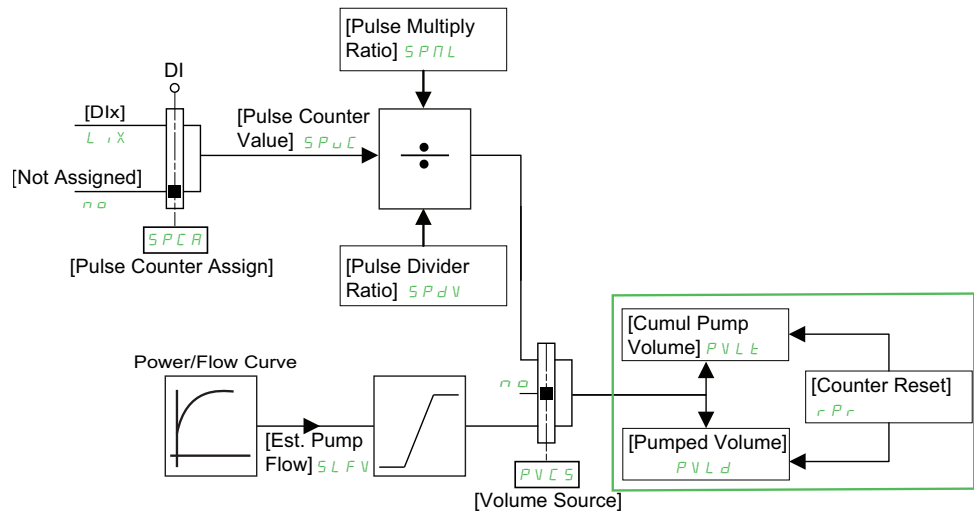 [Pulse Multiply
Ratio] SPML
DI
[DIx]
LiX
[Pulse Counter
Value] SPuC
[Not Assigned]
no
SPCA
[Pulse Counter Assign]
[Pulse Divider
Ratio] SPdV
Power/Flow Curve
[Est. Pump
Flow] SLFV
no
PVCS
[Volume Source]
[Cumul Pump
Volume] PVLt
[Counter Reset]
rPr
[Pumped Volume]
PVLd